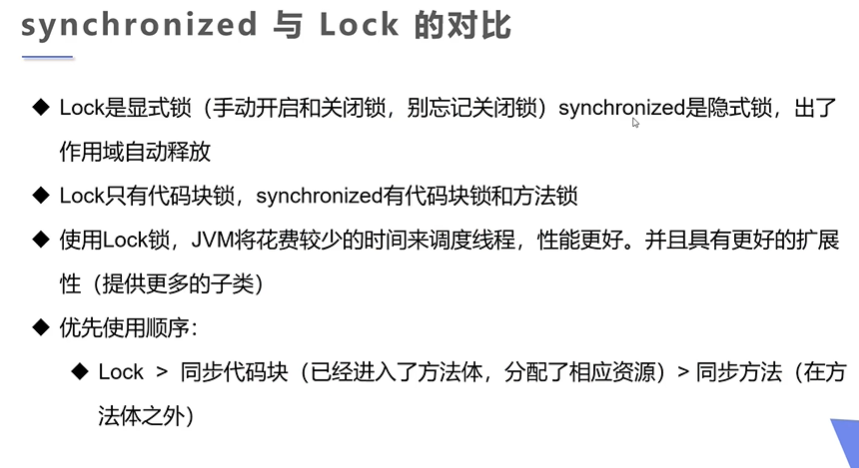 synchronized 与 Lock 的对比
◆ Lock是显式锁（手动开启和关闭锁，别忘记关闭锁）synchronized是隐式锁，出了
作用域自动释放
◆ Lock只有代码块锁，synchronized有代码块锁和方法锁
◆ 使用Lock锁，JVM将花费较少的时间来调度线程，性能更好。并且具有更好的扩展
性（提供更多的子类）
◆ 优先使用顺序：
◆ Lock > 同步代码块（已经进入了方法体，分配了相应资源）> 同步方法（在方
法体之外）